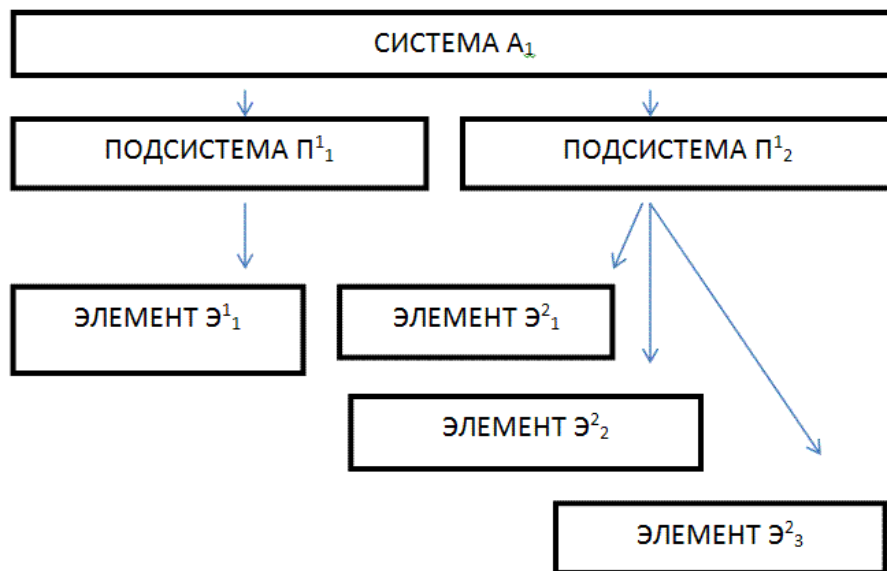 СИСТЕМА А₁
ПОДСИСТЕМА П¹₁
ПОДСИСТЕМА П¹₂
ЭЛЕМЕНТ Э¹₁
ЭЛЕМЕНТ Э²₁
ЭЛЕМЕНТ Э²₂
ЭЛЕМЕНТ Э²₃